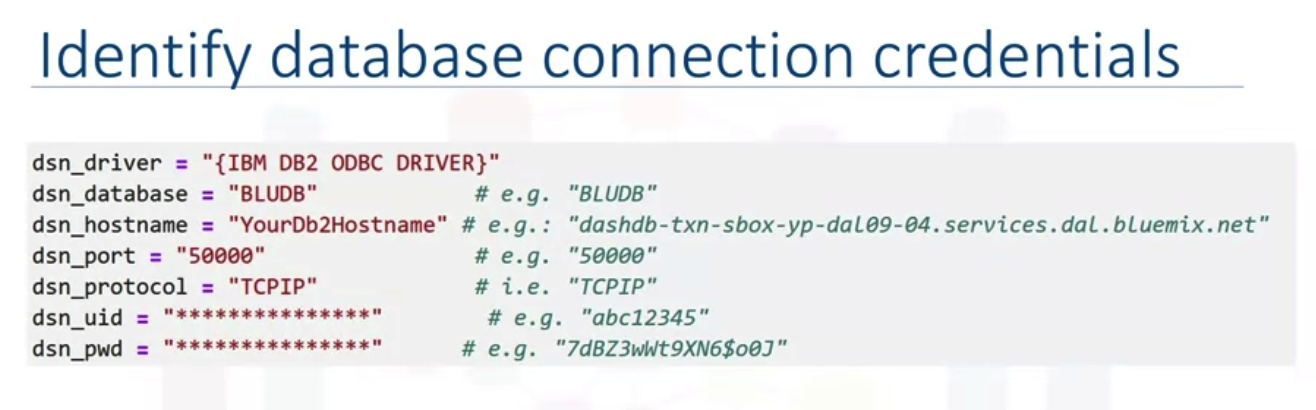 Identify database connection credentials
dsn_driver = "{IBM DB2 ODBC DRIVER}"
dsn_database = "BLUDB" # e.g. "BLUDB"
dsn_hostname = "YourDb2Hostname" # e.g.: "dashdb-txn-sbox-yp-dal09-04.services.dal.bluemix.net"
dsn_port = "50000" # e.g. "50000"
dsn_protocol = "TCPIP" # i.e. "TCPIP"
dsn_uid = "***************" # e.g. "abc12345"
dsn_pwd = "***************" # e.g. "7dBZ3wWt9XN6$o0J"